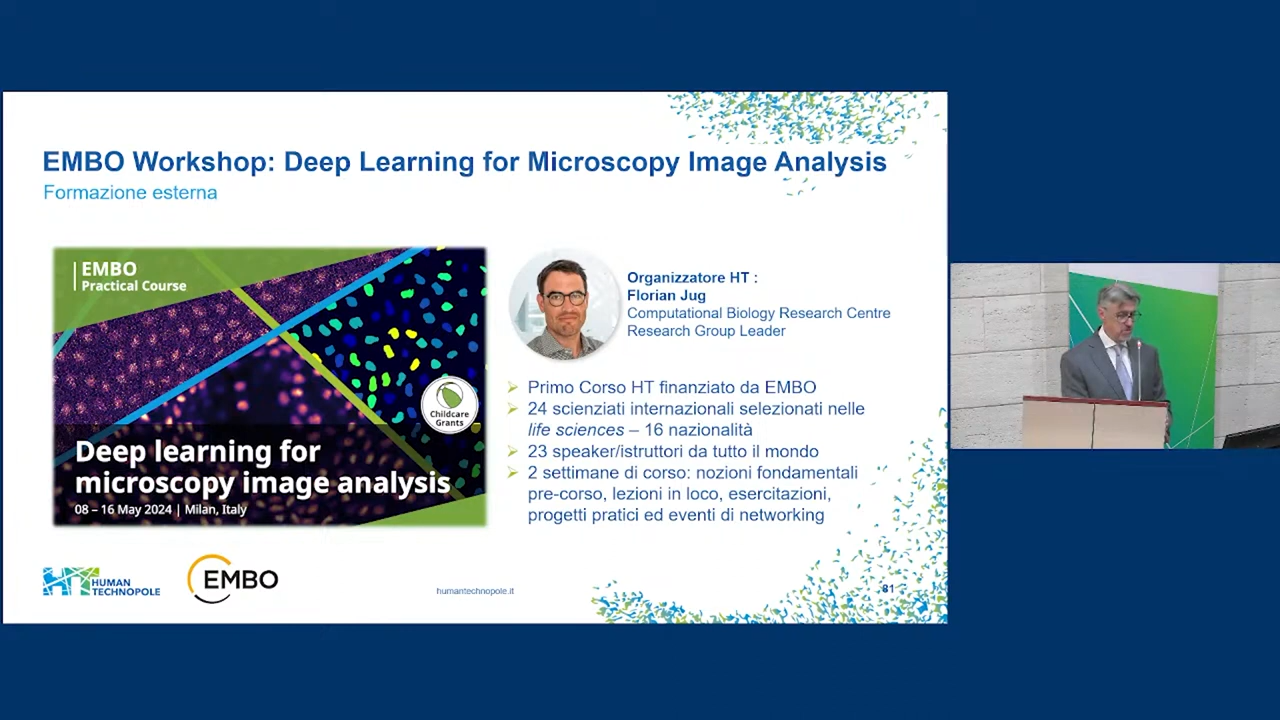 EMBO Workshop: Deep Learning for Microscopy Image Analysis
Formazione esterna
EMBO
Practical Course
Childcare
Grants
Deep learning for
microscopy image analysis
08 – 16 May 2024 | Milan, Italy
Organizzatore HT :
Florian Jug
Computational Biology Research Centre
Research Group Leader
Primo Corso HT finanziato da EMBO
24 scienziati internazionali selezionati nelle
life sciences – 16 nazionalità
23 speaker/istruttori da tutto il mondo
2 settimane di corso: nozioni fondamentali
pre-corso, lezioni in loco, esercitazioni,
progetti pratici ed eventi di networking
HT HUMAN
TECHNOPOLE
EMBO
humantechnopole.it
81